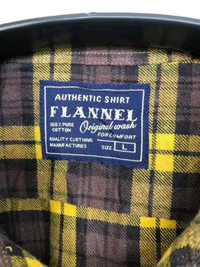 AUTHENTIC SHIRT
FLANNEL
100% PURE COTTON
Original wash
FOR COMFORT
QUALITY CLOTHING MANUFACTURES
SIZE L